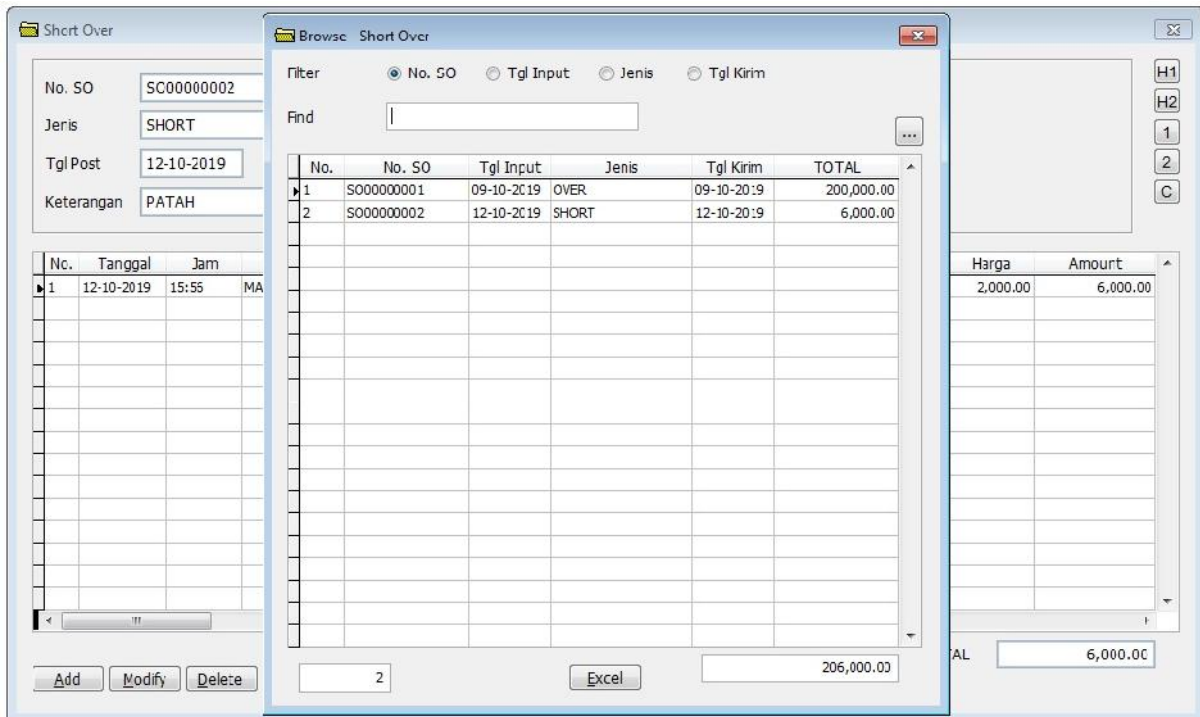 Short Over
Browse Short Over
No. SO SO00000002
Jenis SHORT
Tgl Post 12-10-2019
Keterangan PATAH
Filter No. SO Tgl Input Jenis Tgl Kirim
Find
...
H1
H2
1
2
C
No. No. SO Tgl Input Jenis Tgl Kirim TOTAL
1 SO00000001 09-10-2019 OVER 09-10-2019 200,000.00
2 SO00000002 12-10-2019 SHORT 12-10-2019 6,000.00
2 Excel 206,000.00
No. Tanggal Jam Harga Amount
1 12-10-2019 15:55 MA 2,000.00 6,000.00
AL 6,000.00
Add Modify Delete